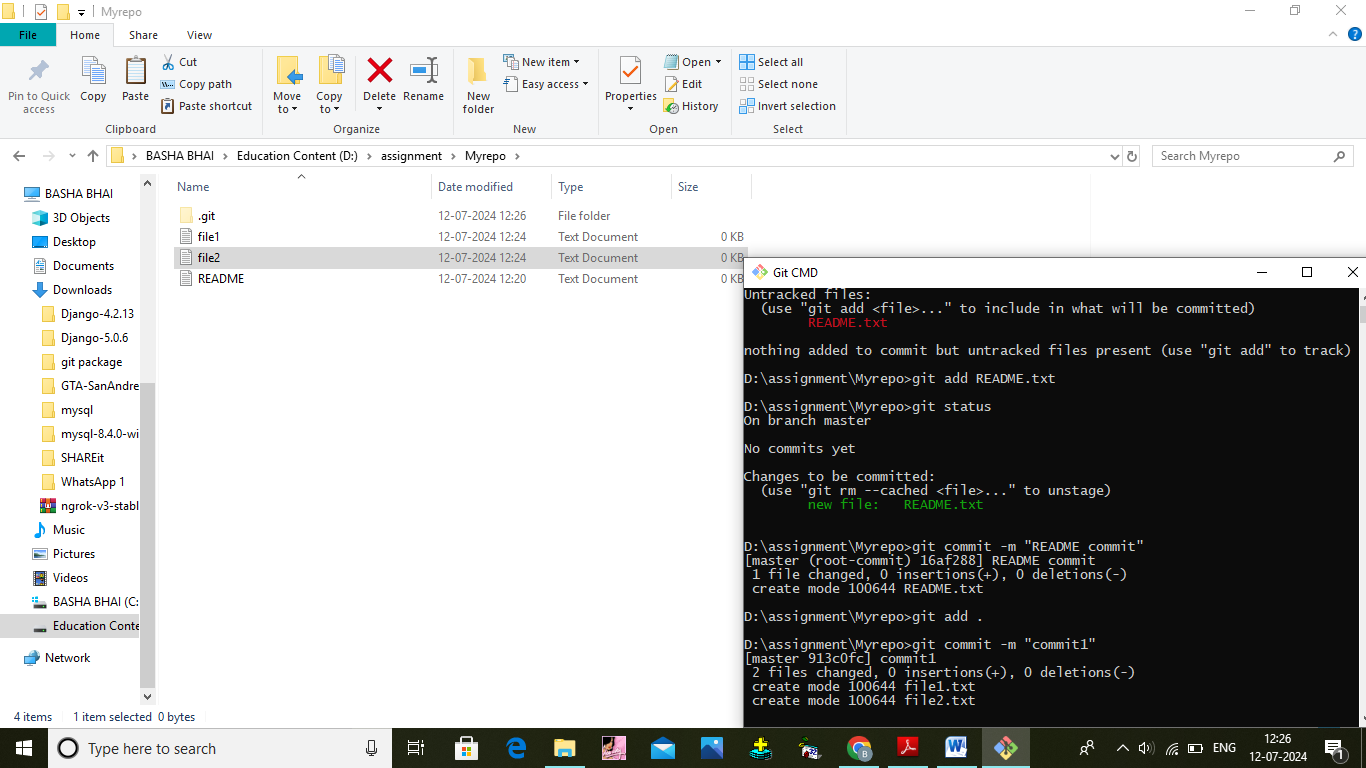 Myrepo
File Home Share View
Pin to Quick access
Copy
Paste
Cut
Copy path
Paste shortcut
Clipboard
Move to
Copy to
Delete
Rename
Organize
New folder
New item
Easy access
New
Properties
Open
Edit
History
Open
Select all
Select none
Invert selection
Select
BASHA BHAI > Education Content (D:) > assignment > Myrepo >
Search Myrepo
BASHA BHAI
3D Objects
Desktop
Documents
Downloads
Django-4.2.13
Django-5.0.6
git package
GTA-SanAndre
mysql
mysql-8.4.0-wi
SHAREit
WhatsApp 1
ngrok-v3-stabl
Music
Pictures
Videos
BASHA BHAI (C:
Education Conte
Network
Name Date modified Type Size
.git 12-07-2024 12:26 File folder
file1 12-07-2024 12:24 Text Document 0 KB
file2 12-07-2024 12:24 Text Document 0 KB
README 12-07-2024 12:20 Text Document 0 KB
Git CMD
Untracked files:
(use "git add <file>..." to include in what will be committed)
README.txt
nothing added to commit but untracked files present (use "git add" to track)
D:\assignment\Myrepo>git add README.txt
D:\assignment\Myrepo>git status
On branch master
No commits yet
Changes to be committed:
(use "git rm --cached <file>..." to unstage)
new file: README.txt
D:\assignment\Myrepo>git commit -m "README commit"
[master (root-commit) 16af288] README commit
1 file changed, 0 insertions(+), 0 deletions(-)
create mode 100644 README.txt
D:\assignment\Myrepo>git add .
D:\assignment\Myrepo>git commit -m "commit1"
[master 913c0fc] commit1
2 files changed, 0 insertions(+), 0 deletions(-)
create mode 100644 file1.txt
create mode 100644 file2.txt
4 items 1 item selected 0 bytes
Type here to search
ENG
12:26
12-07-2024
1